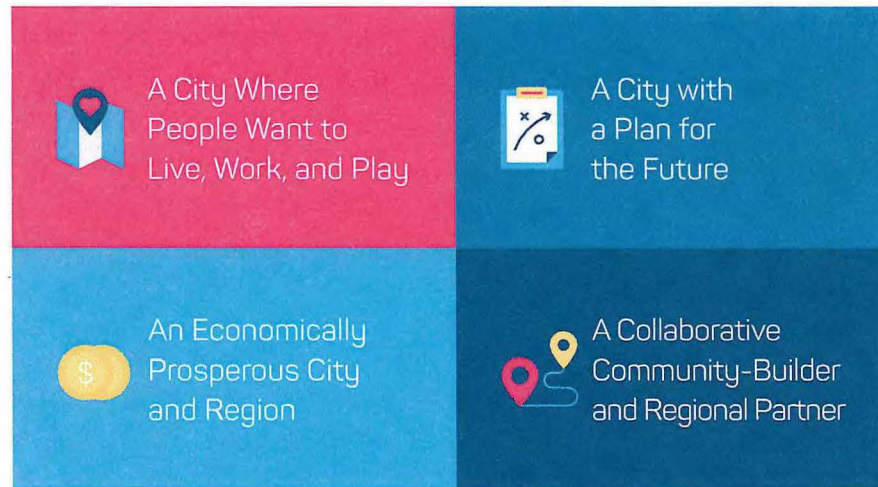 A City Where
People Want to
Live, Work, and Play
A City with
a Plan for
the Future
$
An Economically
Prosperous City
and Region
A Collaborative
Community-Builder
and Regional Partner